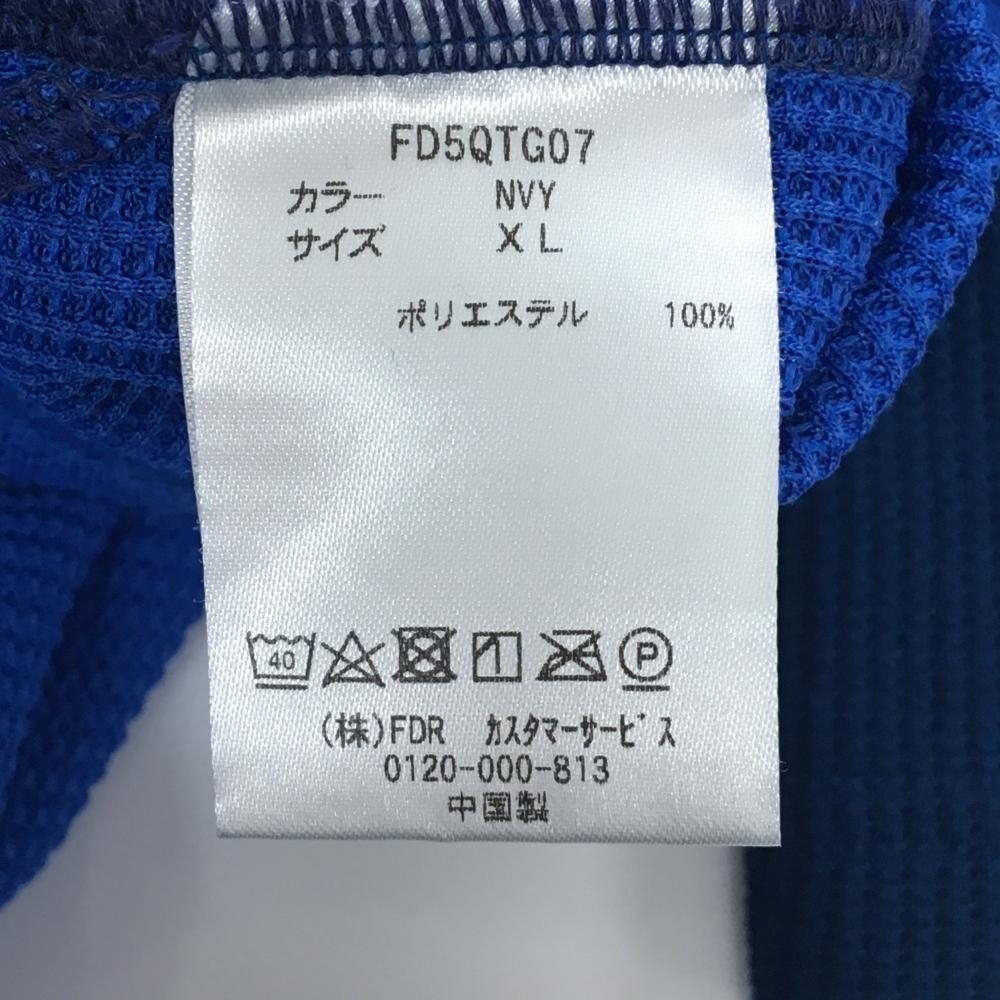 FD5QTG07
カラー NVY
サイズ XL
ポリエステル 100%
40 P
(株)FDR カスタマーサービス
0120-000-813
中国製